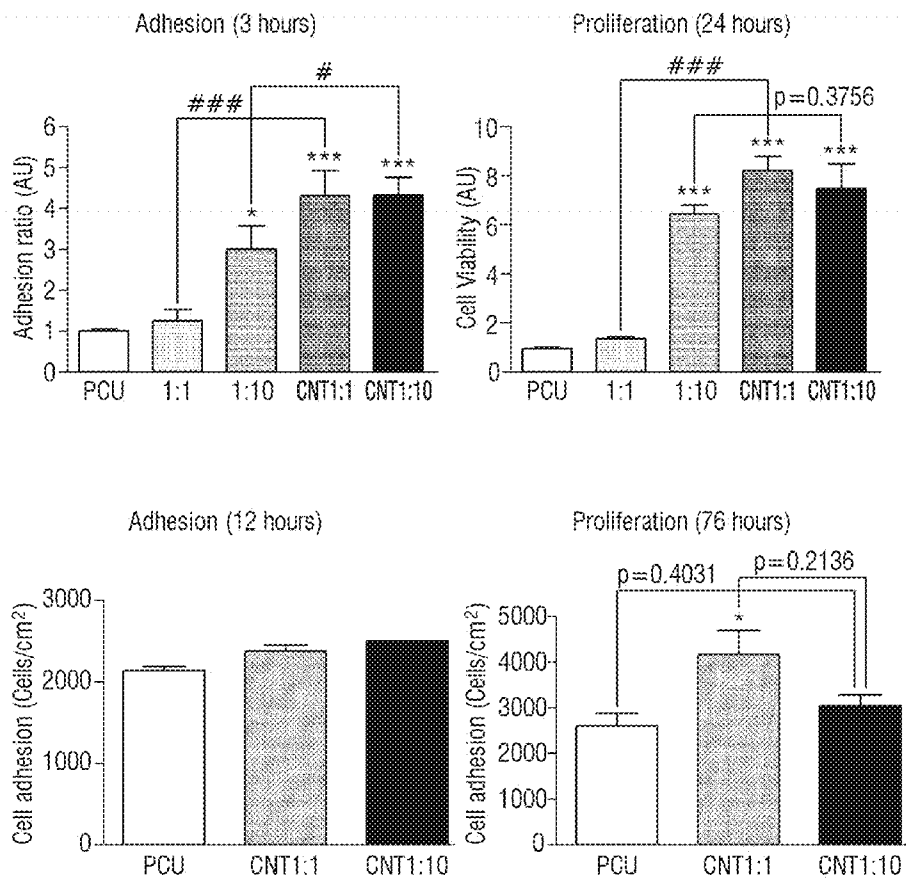 Adhesion (3 hours)
#
###
Adhesion ratio (AU)
6
5
4
3
2
1
0
***
***
*
PCU 1:1 1:10 CNT1:1 CNT1:10
Proliferation (24 hours)
###
p=0.3756
Cell Viability (AU)
10
8
6
4
2
0
***
***
***
PCU 1:1 1:10 CNT1:1 CNT1:10
Adhesion (12 hours)
Cell adhesion (Cells/cm²)
3000
2000
1000
0
PCU CNT1:1 CNT1:10
Proliferation (76 hours)
p=0.2136
p=0.4031
Cell adhesion (Cells/cm²)
5000
4000
3000
2000
1000
0
*
PCU CNT1:1 CNT1:10